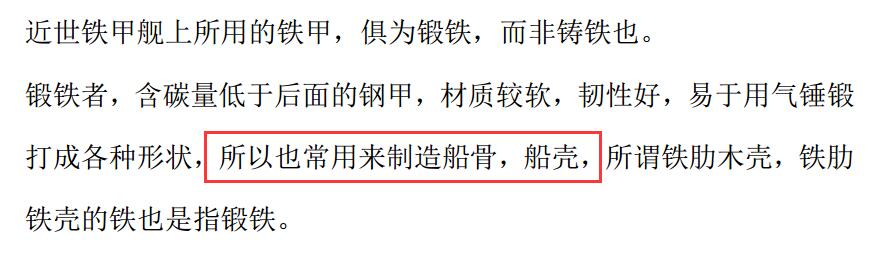 近世铁甲舰上所用的铁甲，俱为锻铁，而非铸铁也。
锻铁者，含碳量低于后面的钢甲，材质较软，韧性好，易于用气锤锻
打成各种形状，所以也常用来制造船骨，船壳，所谓铁肋木壳，铁肋
铁壳的铁也是指锻铁。